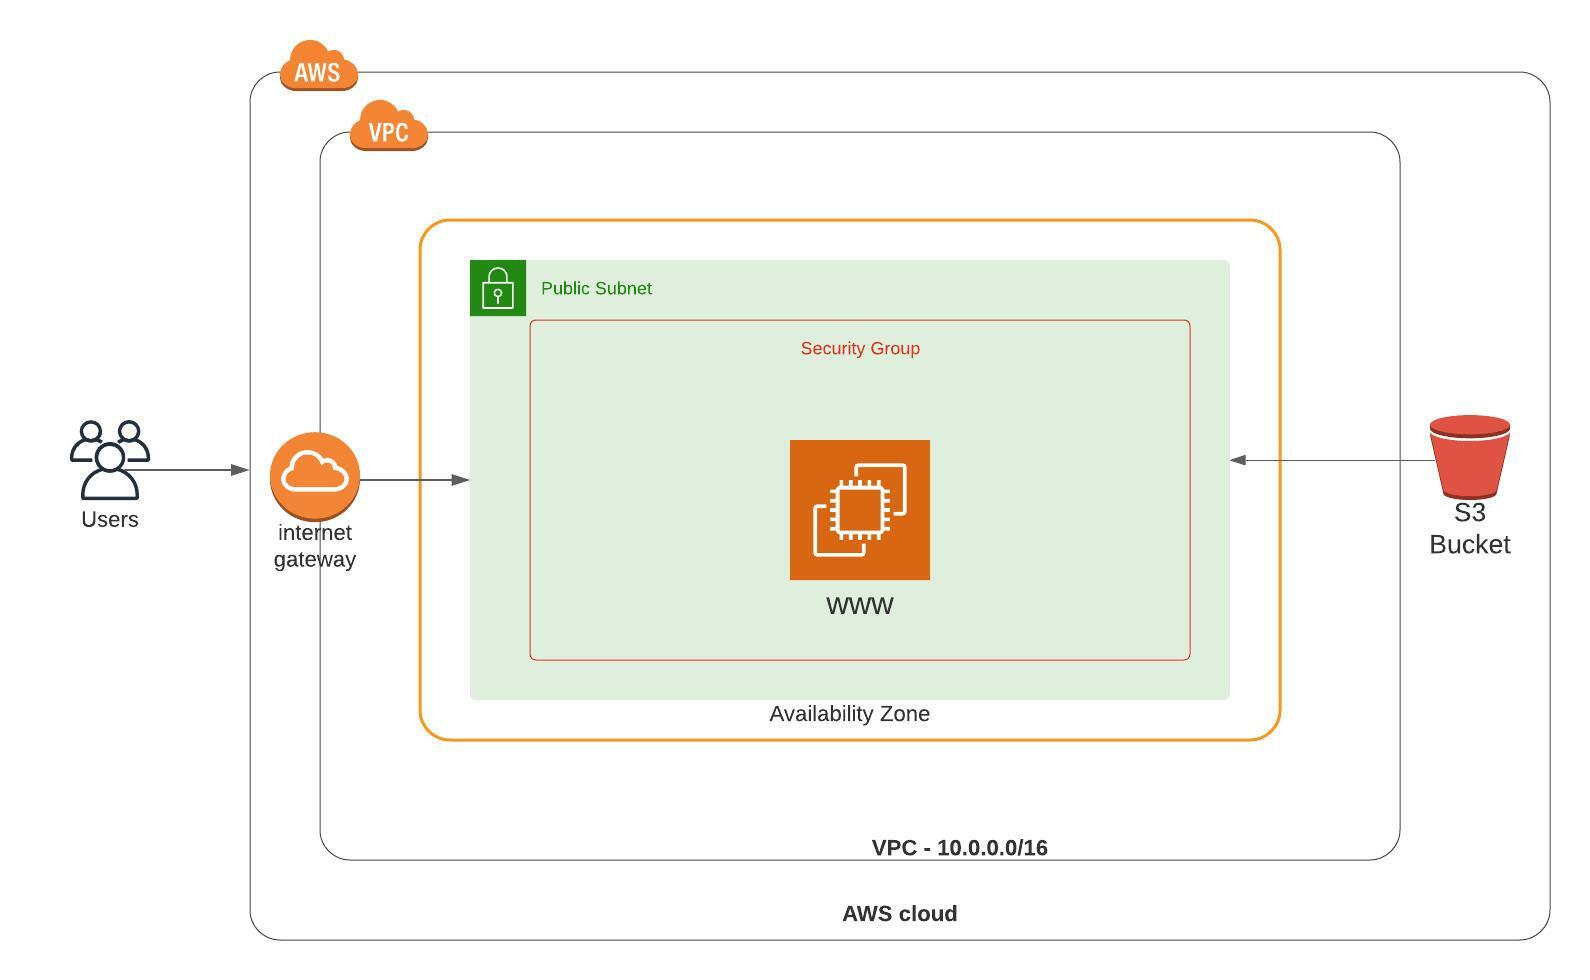 AWS
VPC
Public Subnet
Security Group
Users
internet
gateway
WWW
S3
Bucket
Availability Zone
VPC - 10.0.0.0/16
AWS cloud